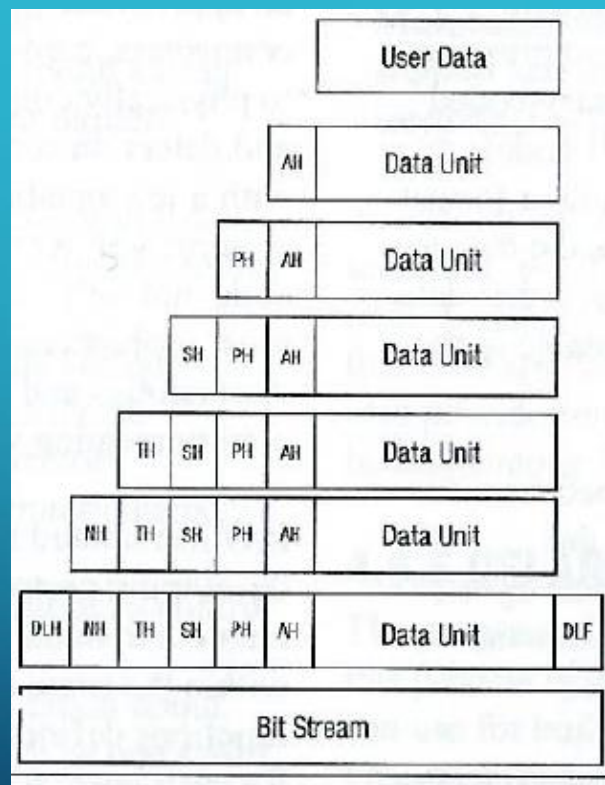 User Data
AH Data Unit
PH AH Data Unit
SH PH AH Data Unit
TH SH PH AH Data Unit
NH TH SH PH AH Data Unit
DLH NH TH SH PH AH Data Unit DLF
Bit Stream